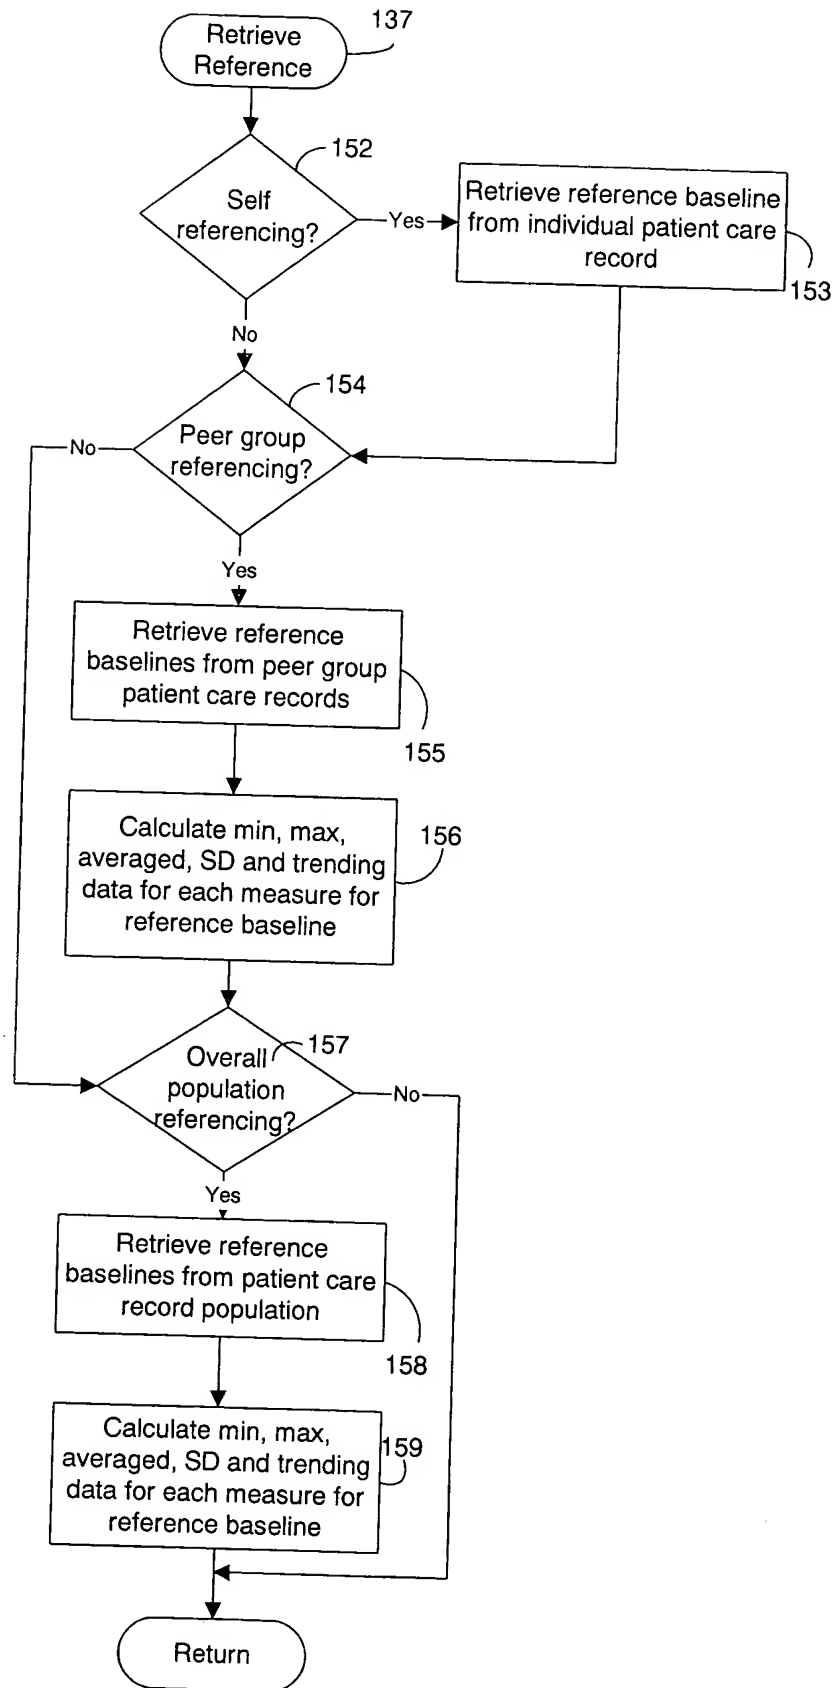 Retrieve
Reference
137
152
Self
referencing?
Yes
Retrieve reference baseline
from individual patient care
record
153
No
154
Peer group
referencing?
No
Yes
Retrieve reference
baselines from peer group
patient care records
155
Calculate min, max,
averaged, SD and trending
data for each measure for
reference baseline
156
157
Overall
population
referencing?
No
Yes
Retrieve reference
baselines from patient care
record population
158
Calculate min, max,
averaged, SD and trending
data for each measure for
reference baseline
159
Return